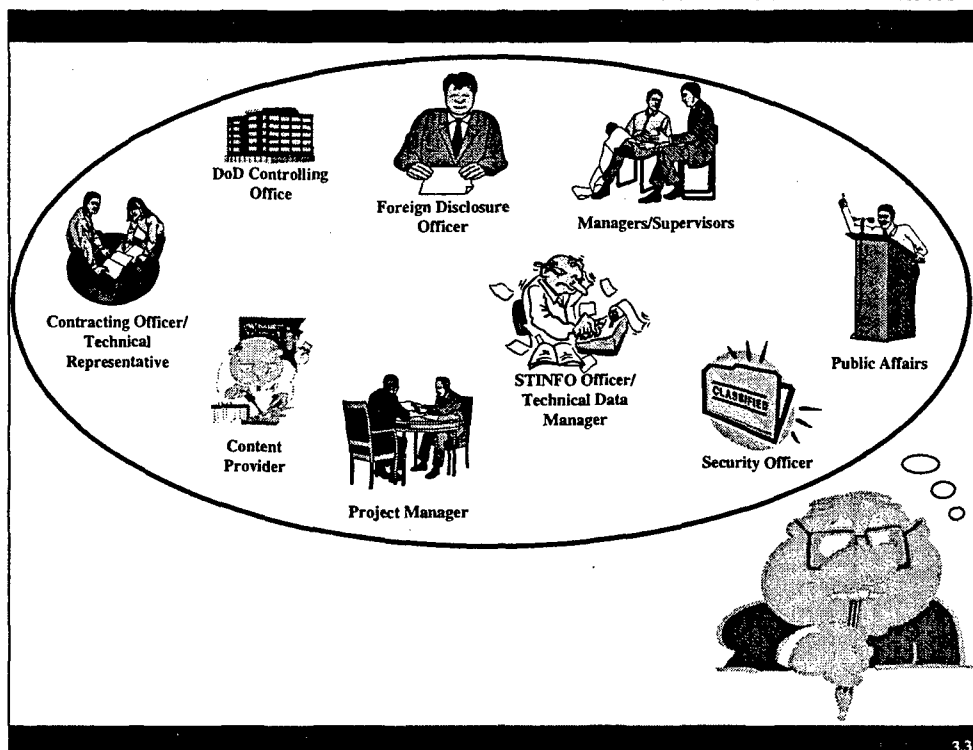 DoD Controlling
Office
Foreign Disclosure
Officer
Managers/Supervisors
Contracting Officer/
Technical
Representative
Public Affairs
STINFO Officer/
Technical Data
Manager
Content
Provider
CLASSIFIED
Security Officer
Project Manager